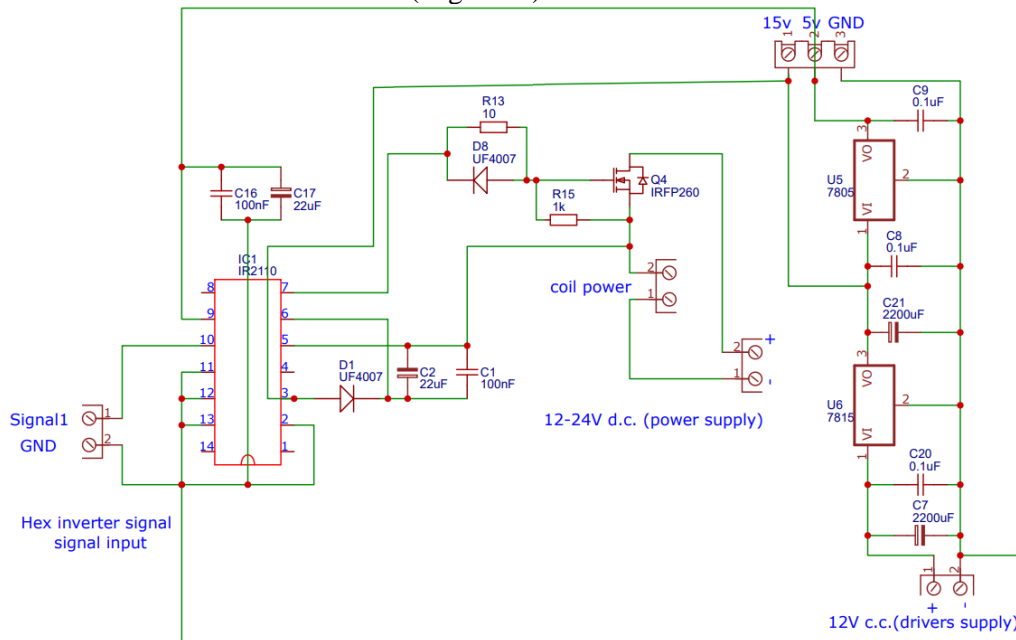 15v 5v GND
1
2
3
C9
0.1uF
R13
10
D8
UF4007
3
VO
U5
7805
2
VI
1
Q4
IRFP260
C16
100nF
C17
22uF
R15
1k
C8
0.1uF
IC1
IR2110
8
7
9
6
10
5
11
4
12
3
13
2
14
1
coil power
2
1
C21
2200uF
D1
UF4007
C2
22uF
C1
100nF
2
+
1
-
3
VO
U6
7815
2
VI
1
Signal1
1
GND
2
12-24V d.c. (power supply)
C20
0.1uF
C7
2200uF
Hex inverter signal
signal input
1
2
+
-
12V c.c.(drivers supply)